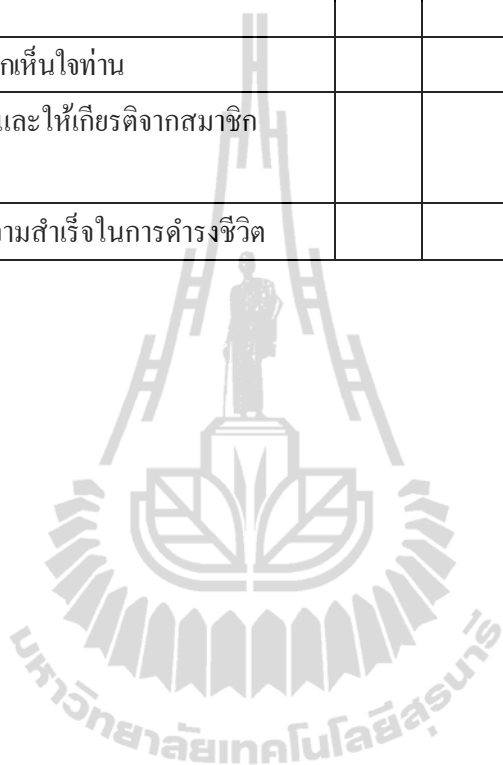 กเห็นใจท่าน
และให้เกียรติจากสมาชิก
วามสำเร็จในการดำรงชีวิต
มหาวิทยาลัยเทคโนโลยีสุรนารี